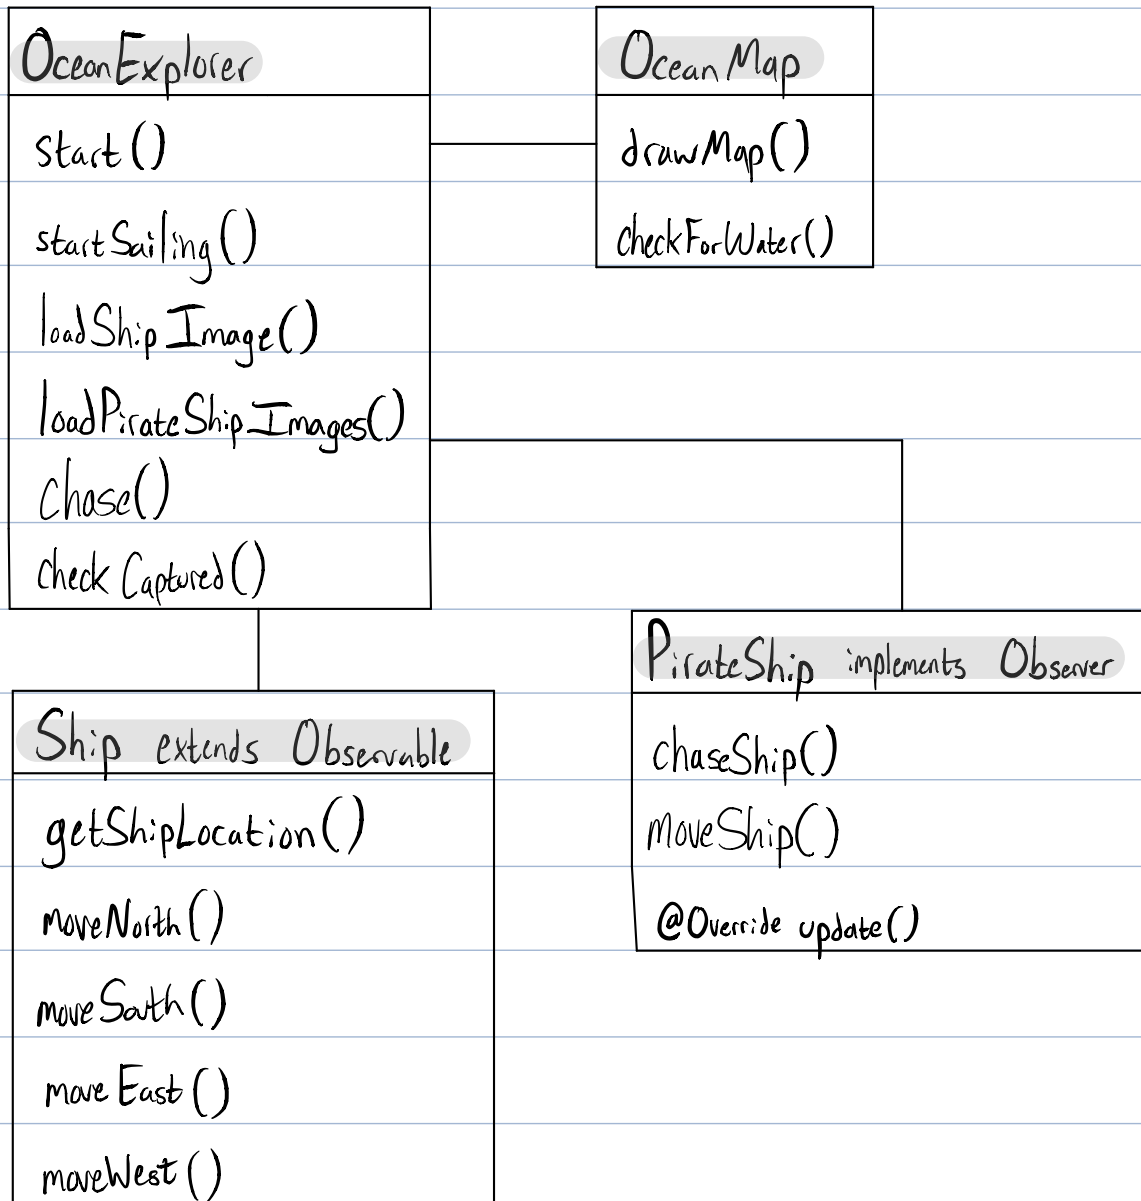 OceanExplorer
start()
startSailing()
loadShipImage()
loadPirateShipImages()
chase()
checkCaptured()
OceanMap
drawMap()
checkForWater()
Ship extends Observable
getShipLocation()
moveNorth()
moveSouth()
moveEast()
moveWest()
PirateShip implements Observer
chaseShip()
moveShip()
@Override update()